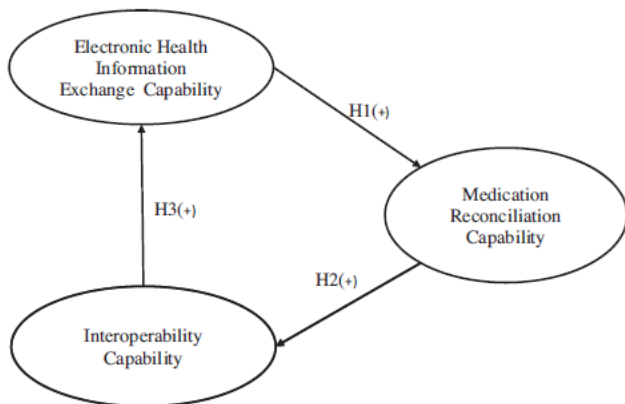 Electronic Health
Information
Exchange Capability
H1(+)
Medication
Reconciliation
Capability
H3(+)
H2(+)
Interoperability
Capability